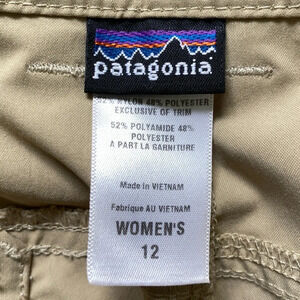 patagonia
52% NYLON 48% POLYESTER
EXCLUSIVE OF TRIM
52% POLYAMIDE 48%
POLYESTER
À PART LA GARNITURE
Made in VIETNAM
Fabrique AU VIETNAM
WOMEN'S
12